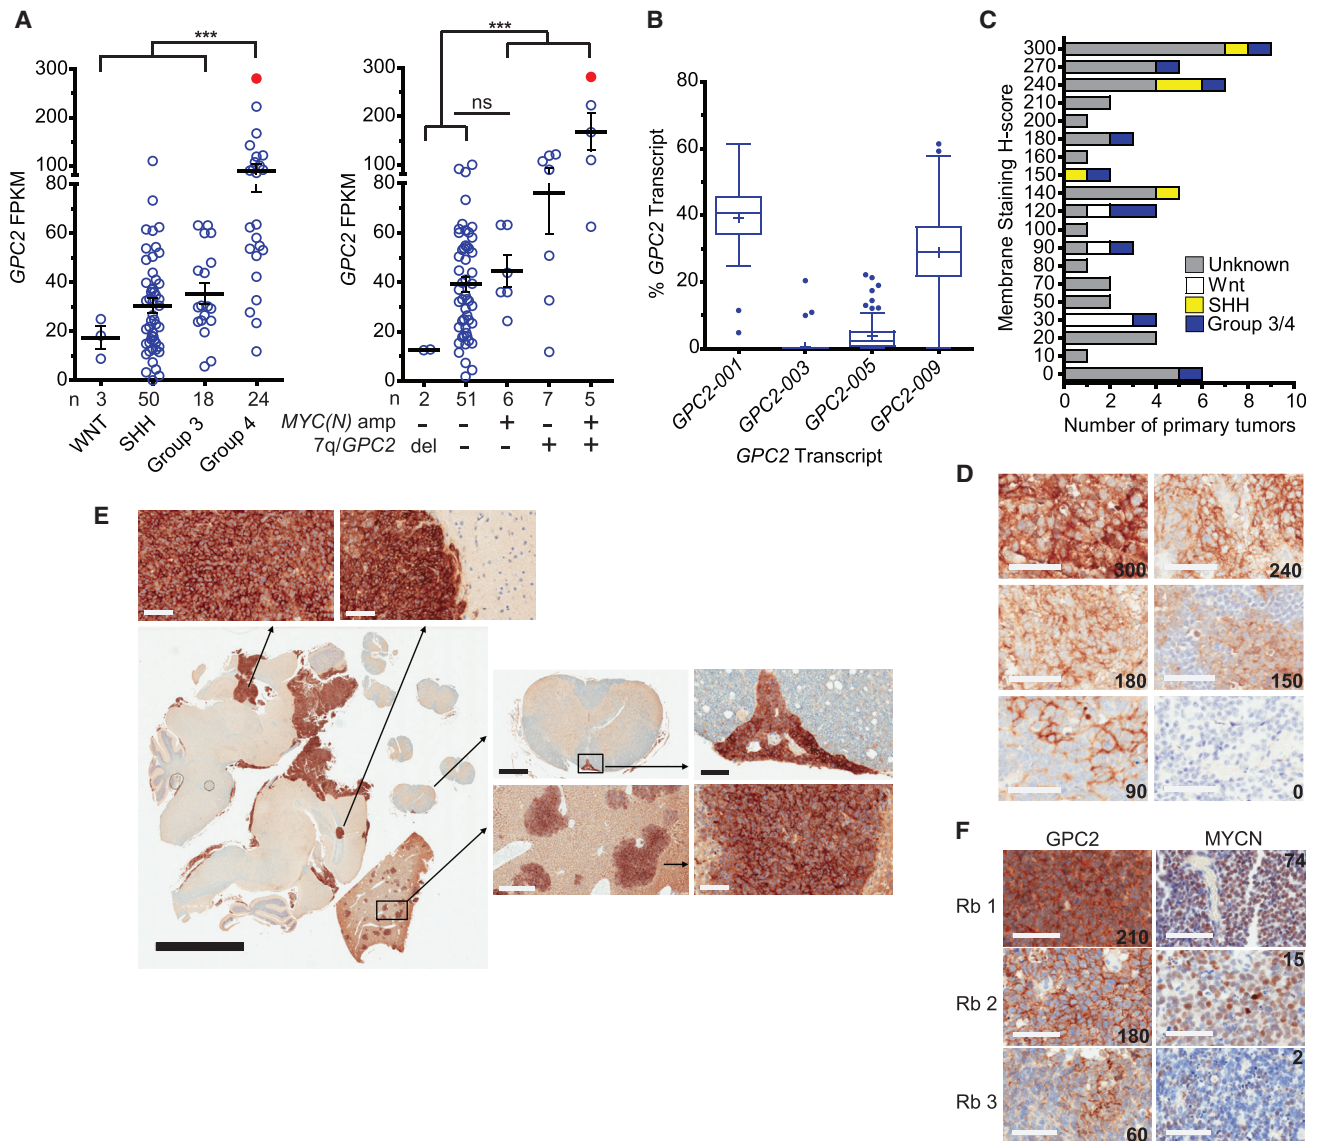 A
***
GPC2 FPKM
300
200
100
80
60
40
20
0
n 3 50 18 24
WNT
SHH
Group 3
Group 4
***
ns
GPC2 FPKM
300
200
100
80
60
40
20
0
n 2 51 6 7 5
MYC(N) amp - - + - +
7q/GPC2 del - - + +
B
% GPC2 Transcript
80
60
40
20
0
GPC2-001
GPC2-003
GPC2-005
GPC2-009
GPC2 Transcript
C
Membrane Staining H-score
300
270
240
210
200
180
160
150
140
120
100
90
80
70
50
30
20
10
0
Unknown
Wnt
SHH
Group 3/4
0 2 4 6 8 10
Number of primary tumors
D
300
240
180
150
90
0
E
F
GPC2 MYCN
Rb 1
210
74
Rb 2
180
15
Rb 3
60
2